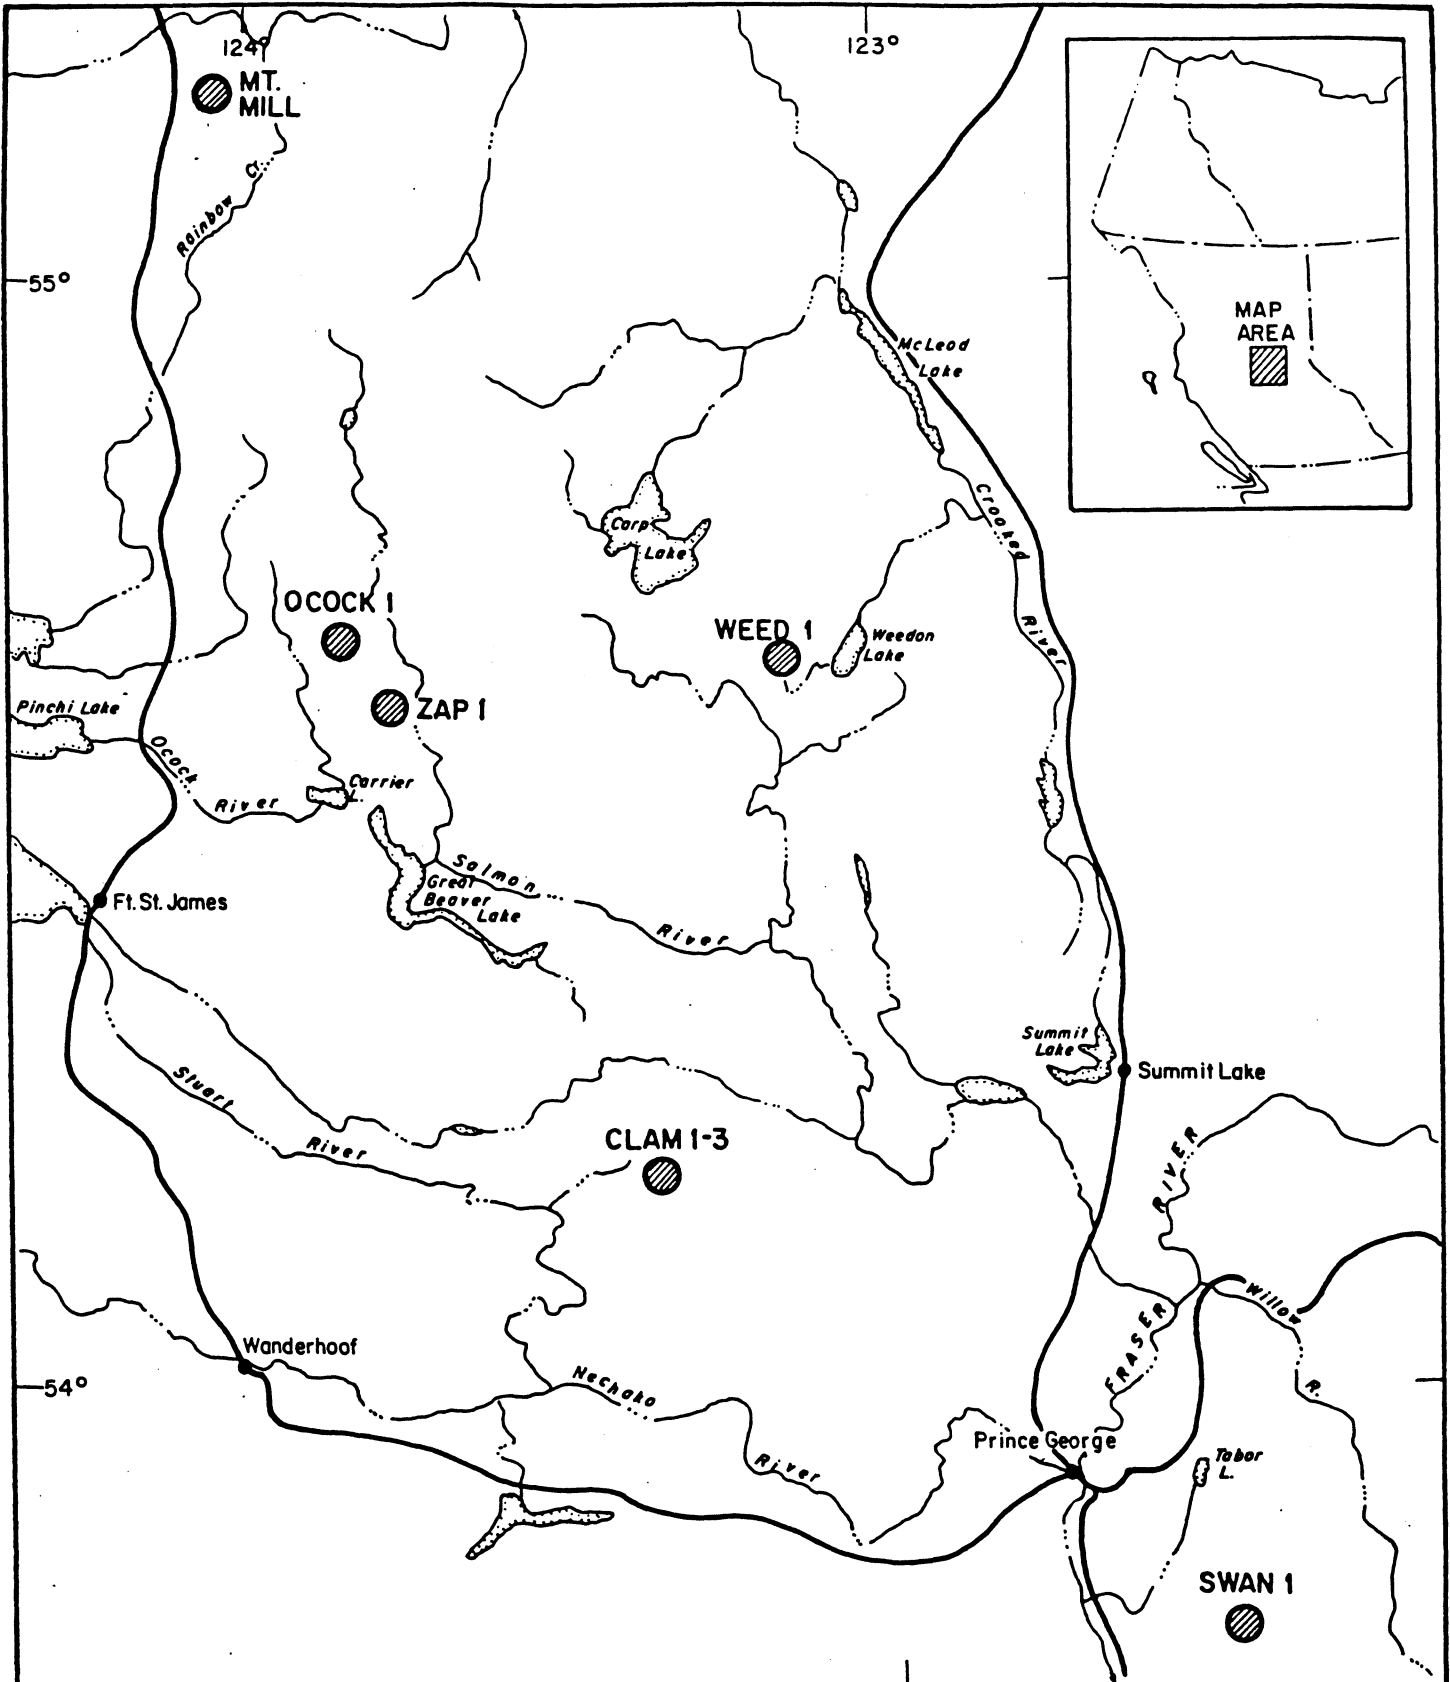 124°
123°
MT.
MILL
Rainbow Cr.
55°
MAP
AREA
McLeod
Lake
Crooked
River
Carp
Lake
OCOCK 1
WEED 1
Weedon
Lake
ZAP 1
Pinchi Lake
Ocock
River
Carrier
L.
Salmon
River
Great
Beaver
Lake
Ft. St. James
Summit
Lake
Summit Lake
Stuart
River
CLAM 1-3
RIVER
FRASER
Willow
R.
Wanderhoof
54°
Nechako
River
Prince George
Tabor
L.
SWAN 1